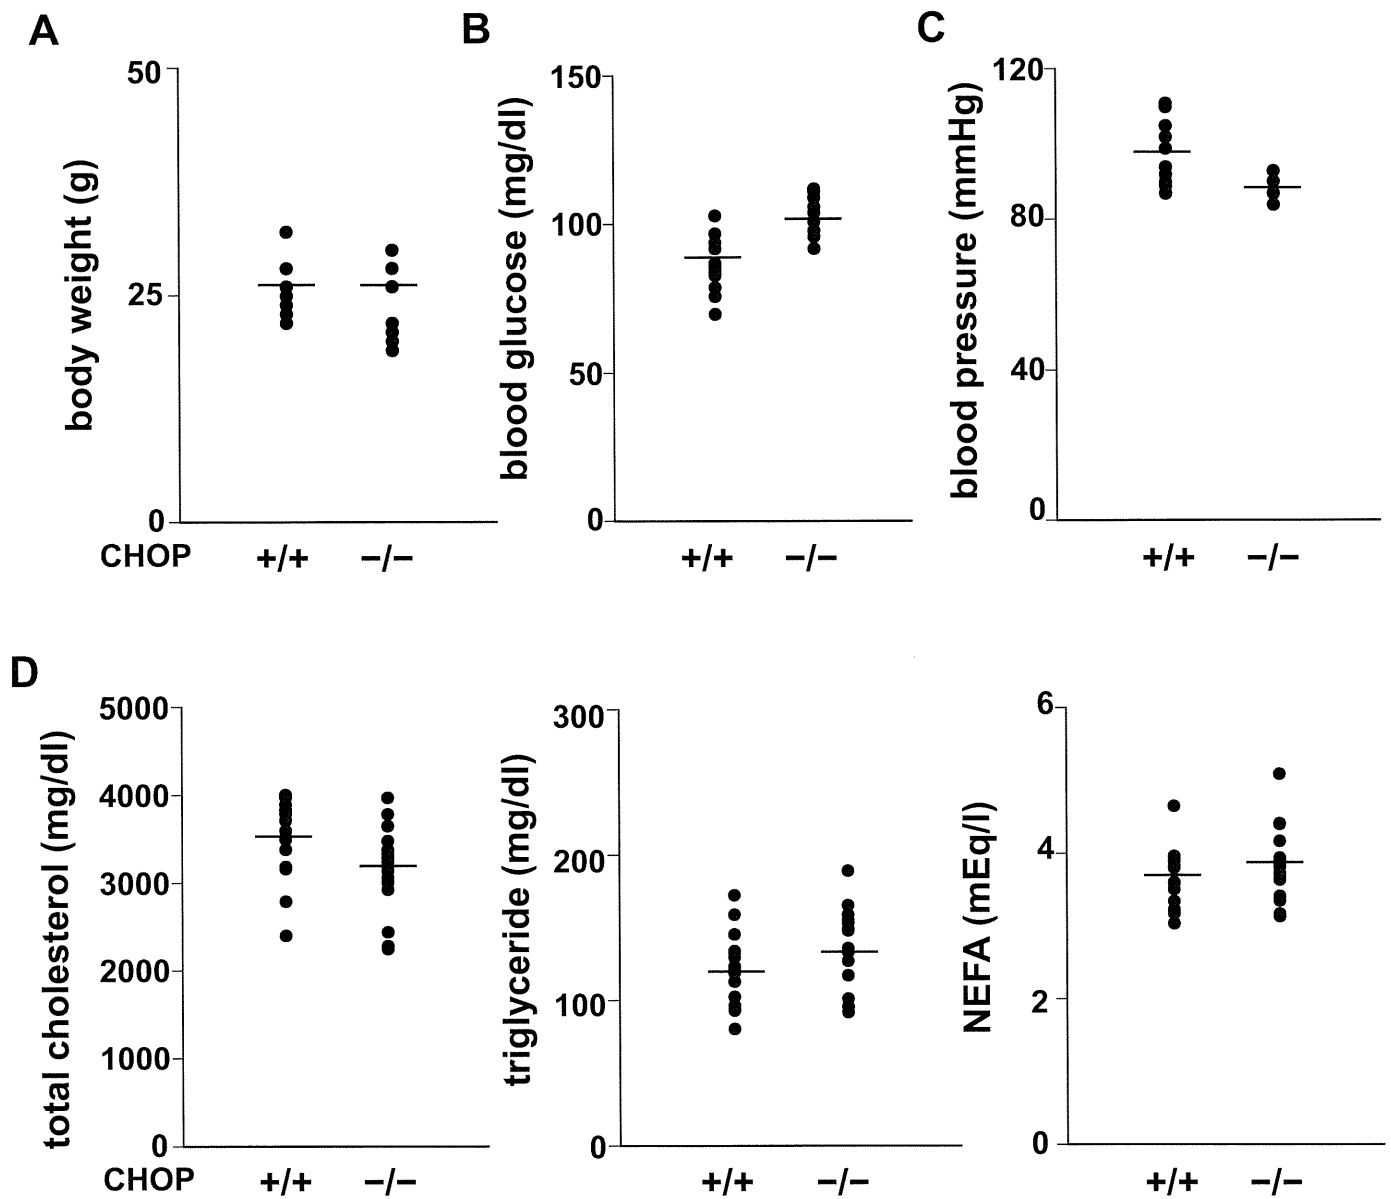 A
body weight (g)
50
25
0
CHOP +/+ −/−
B
blood glucose (mg/dl)
150
100
50
0
+/+ −/−
C
blood pressure (mmHg)
120
80
40
0
+/+ −/−
D
total cholesterol (mg/dl)
5000
4000
3000
2000
1000
0
CHOP +/+ −/−
triglyceride (mg/dl)
300
200
100
0
+/+ −/−
NEFA (mEq/l)
6
4
2
0
+/+ −/−